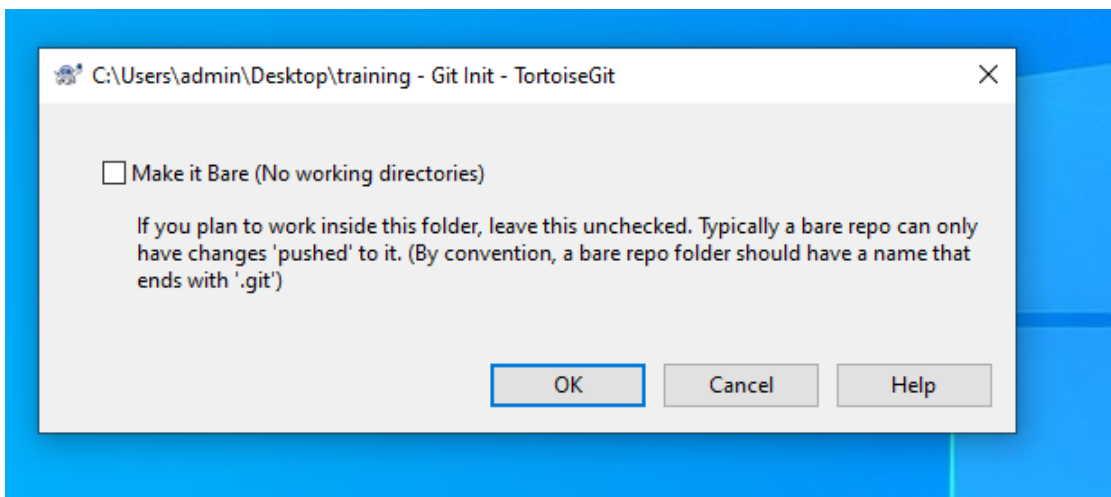 C:\Users\admin\Desktop\training - Git Init - TortoiseGit
Make it Bare (No working directories)
If you plan to work inside this folder, leave this unchecked. Typically a bare repo can only
have changes 'pushed' to it. (By convention, a bare repo folder should have a name that
ends with '.git')
OK Cancel Help